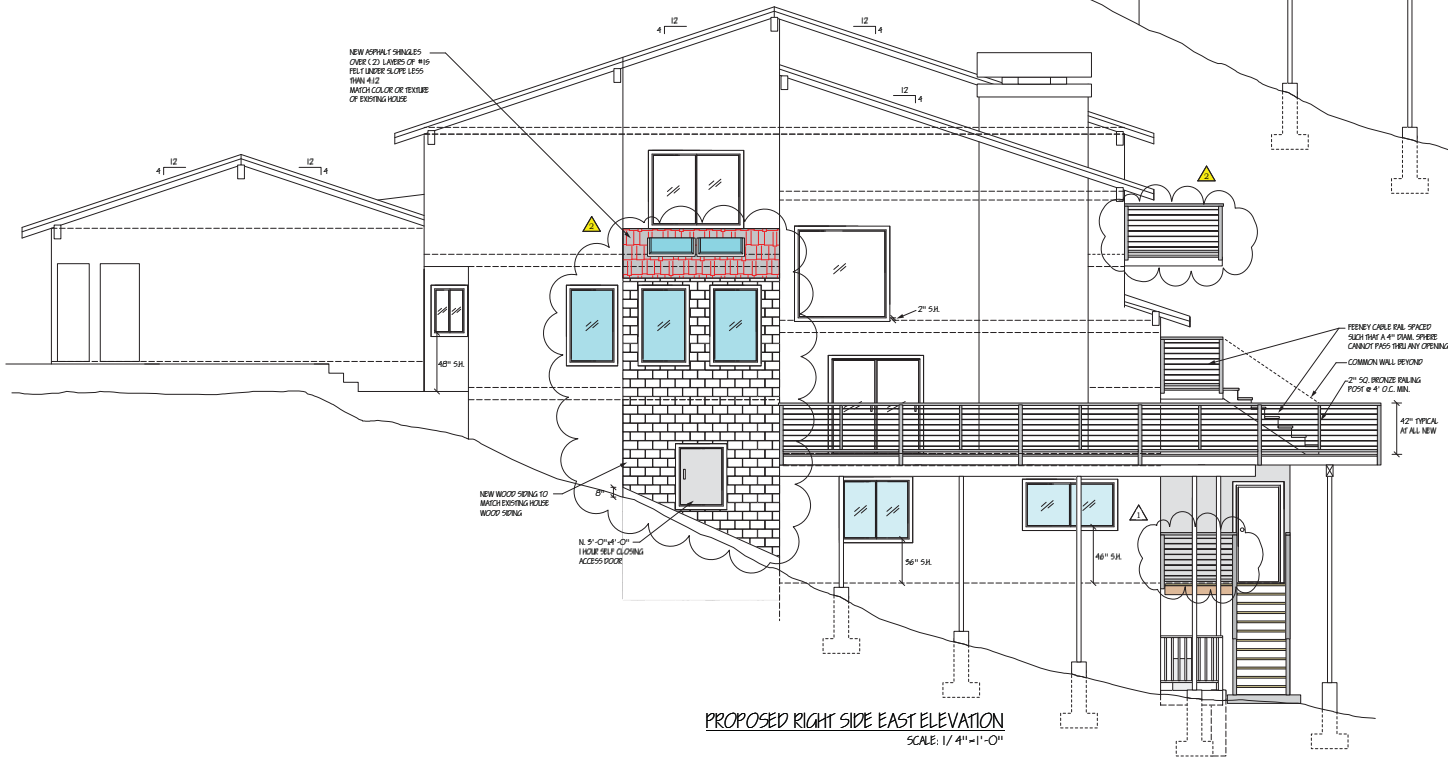 12
4
12
4
NEW ASPHALT SHINGLES
OVER (2) LAYERS OF #15
FELT UNDER SLOPE LESS
THAN 4:12
MATCH COLOR OR TEXTURE
OF EXISTING HOUSE
12
4
12
4
12
4
2
2
2" S.H.
48" S.H.
FEENEY CABLE RAIL SPACED
SUCH THAT A 4" DIAM. SPHERE
CANNOT PASS THRU ANY OPENING
COMMON WALL BEYOND
2" SQ. BRONZE RAILING
POST @ 4' O.C. MIN.
42" TYPICAL
AT ALL NEW
NEW WOOD SIDING TO
MATCH EXISTING HOUSE
WOOD SIDING
8"
1
N. 3'-0"x4'-0"
1 HOUR SELF CLOSING
ACCESS DOOR
36" S.H.
46" S.H.
PROPOSED RIGHT SIDE EAST ELEVATION
SCALE: 1/4"=1'-0"